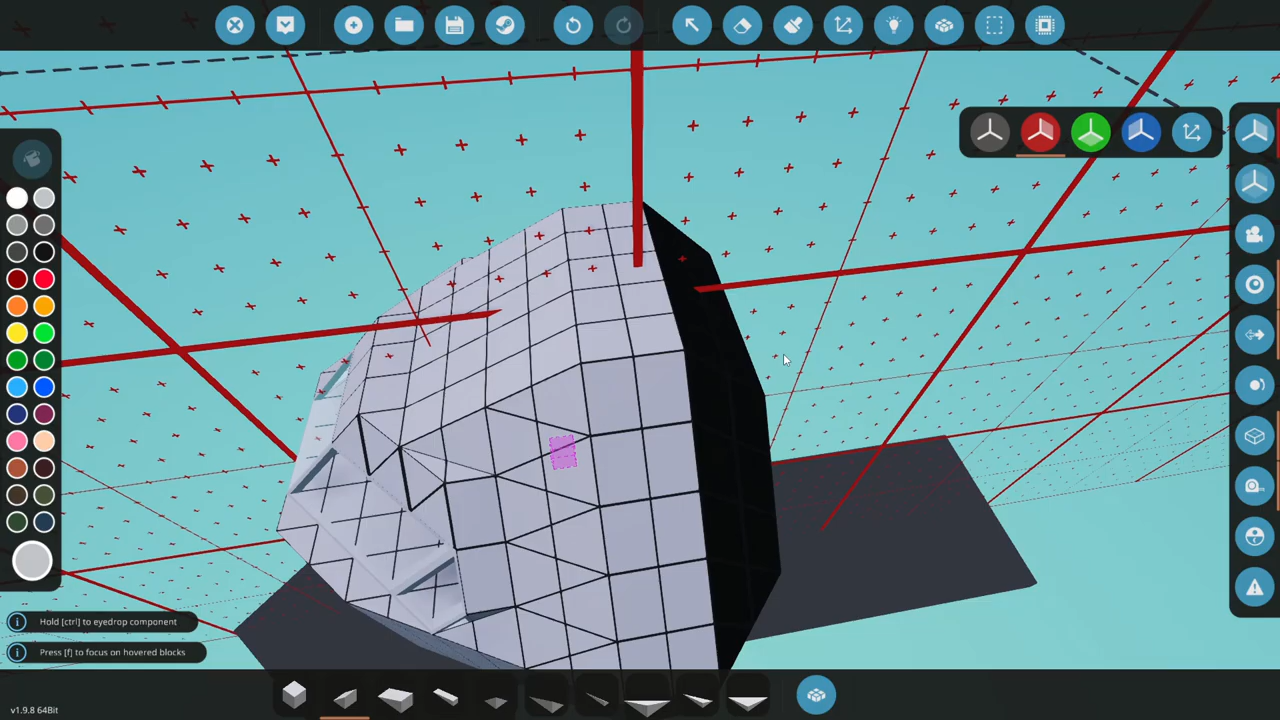 Hold [ctrl] to eyedrop component
Press [f] to focus on hovered blocks
v1.9.8 64Bit